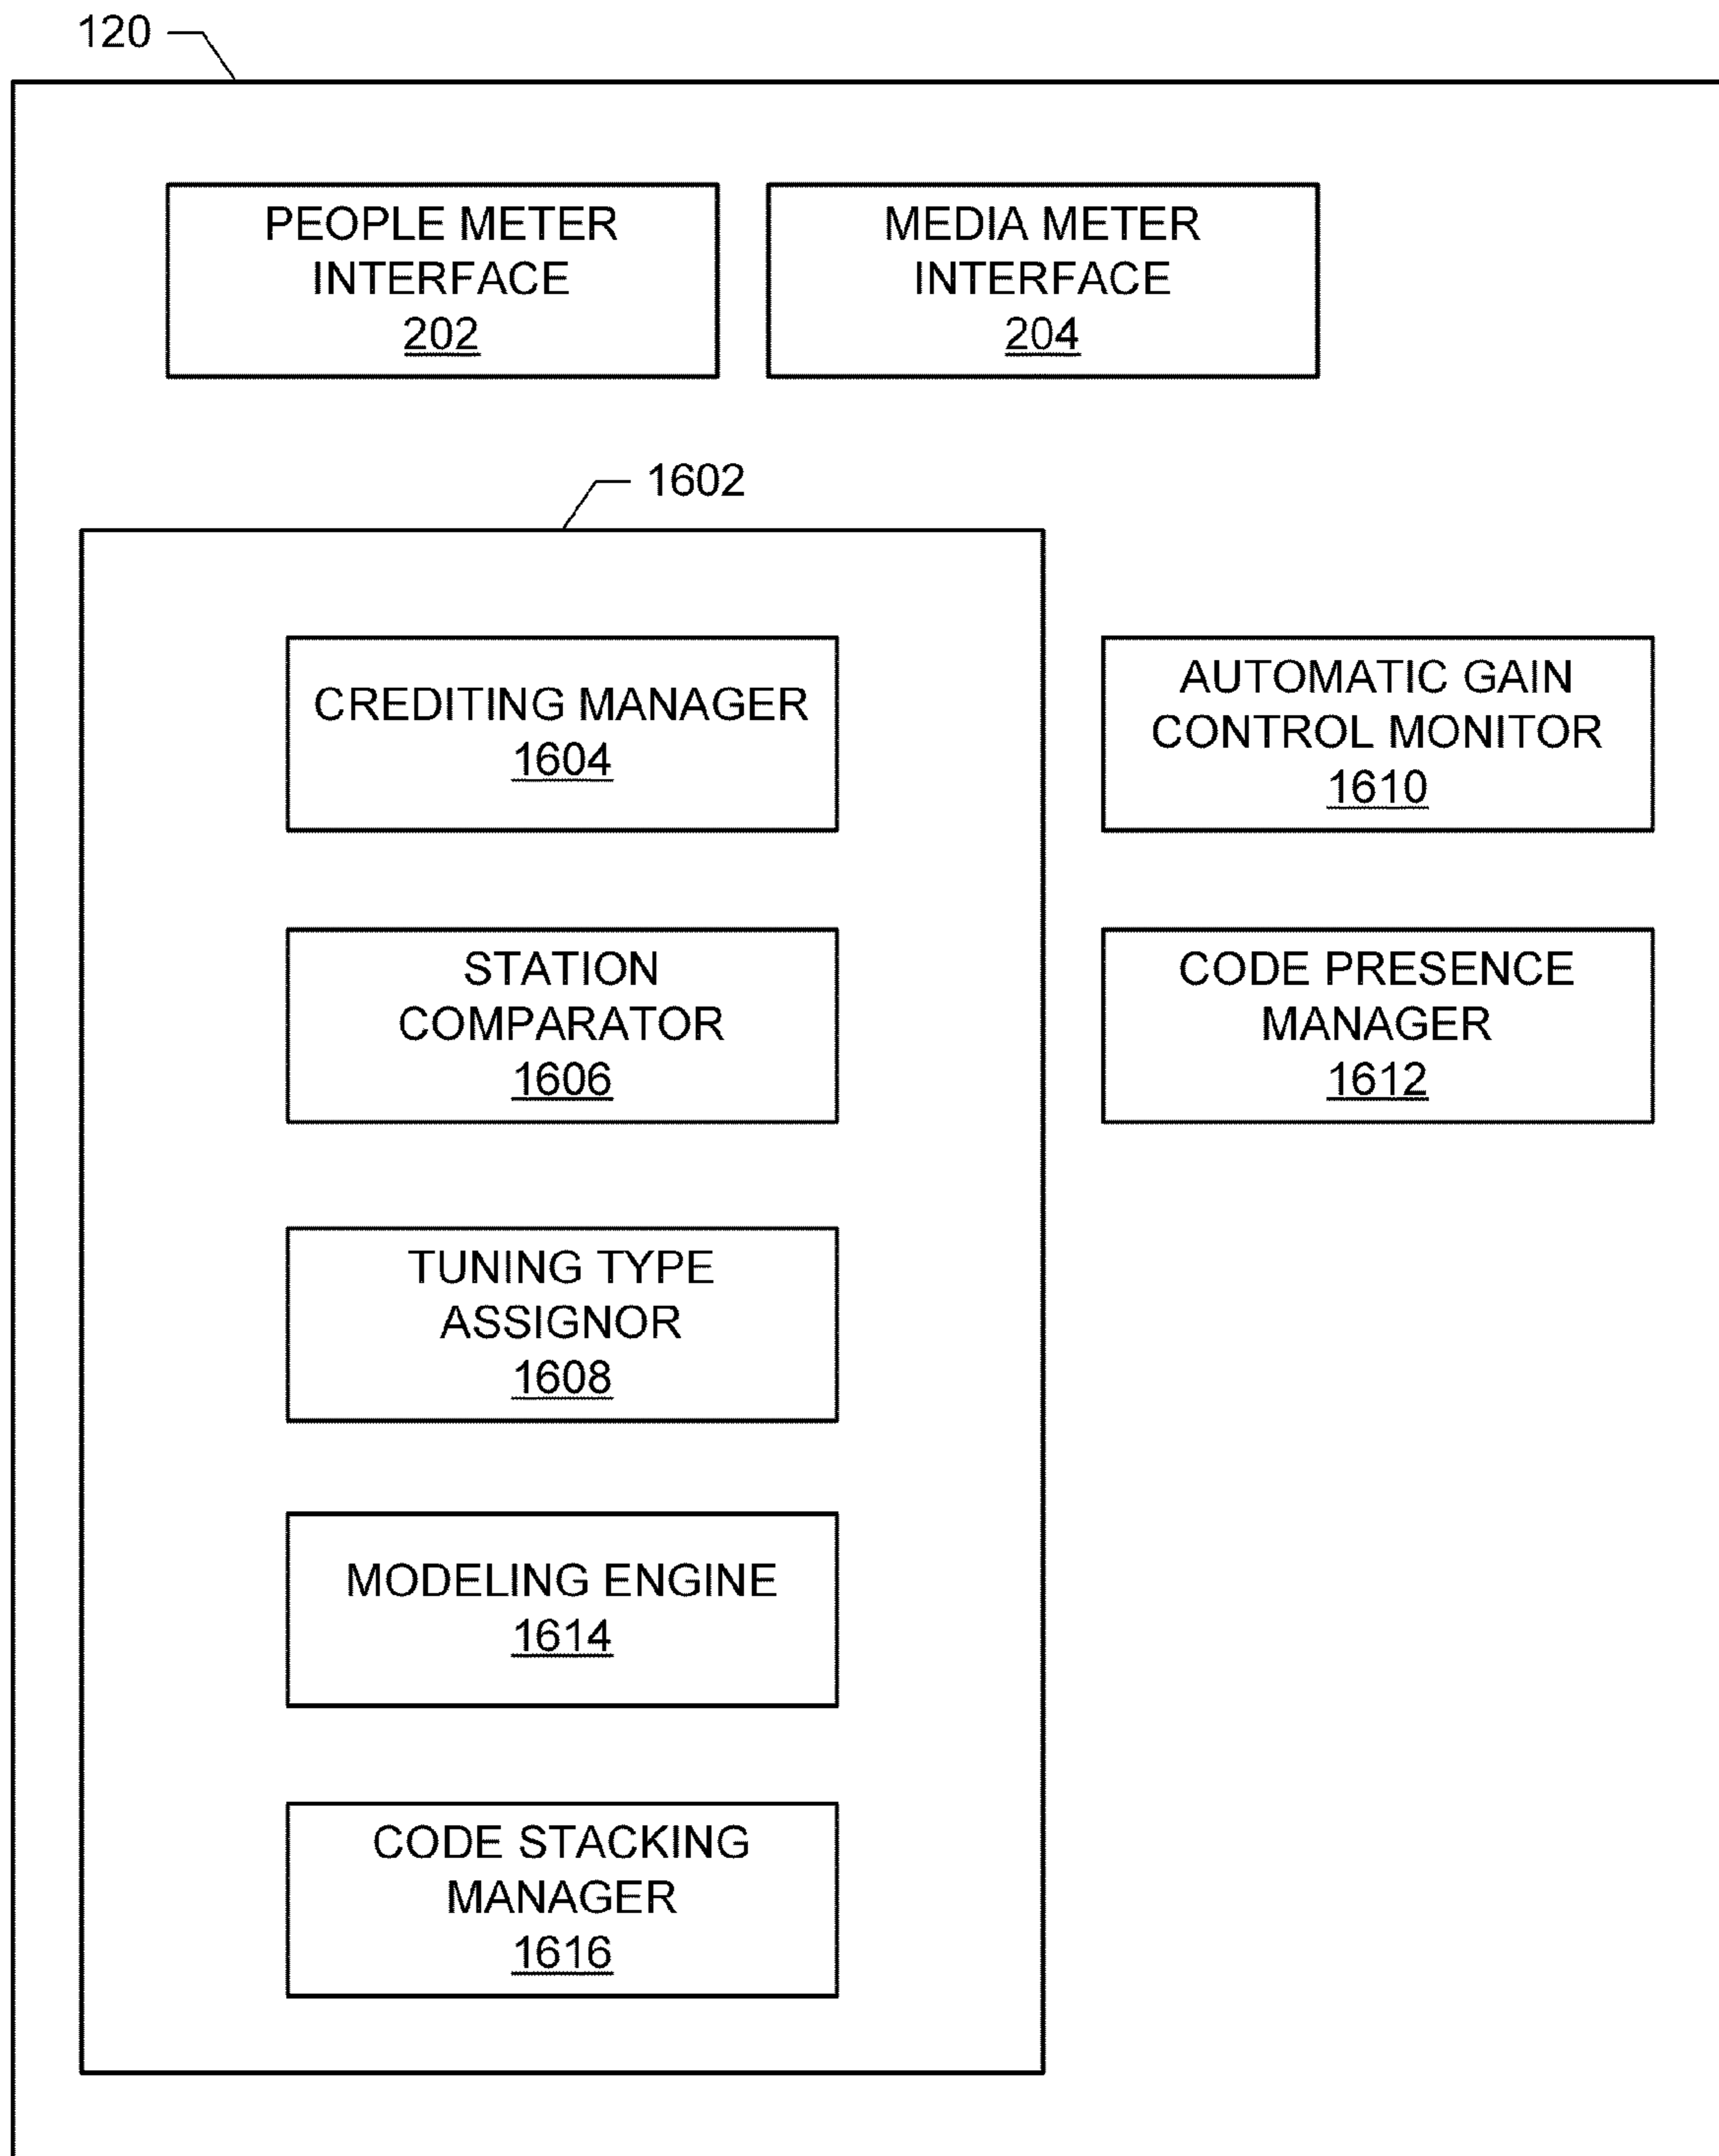 120
PEOPLE METER
INTERFACE
202
MEDIA METER
INTERFACE
204
1602
CREDITING MANAGER
1604
STATION
COMPARATOR
1606
TUNING TYPE
ASSIGNOR
1608
MODELING ENGINE
1614
CODE STACKING
MANAGER
1616
AUTOMATIC GAIN
CONTROL MONITOR
1610
CODE PRESENCE
MANAGER
1612